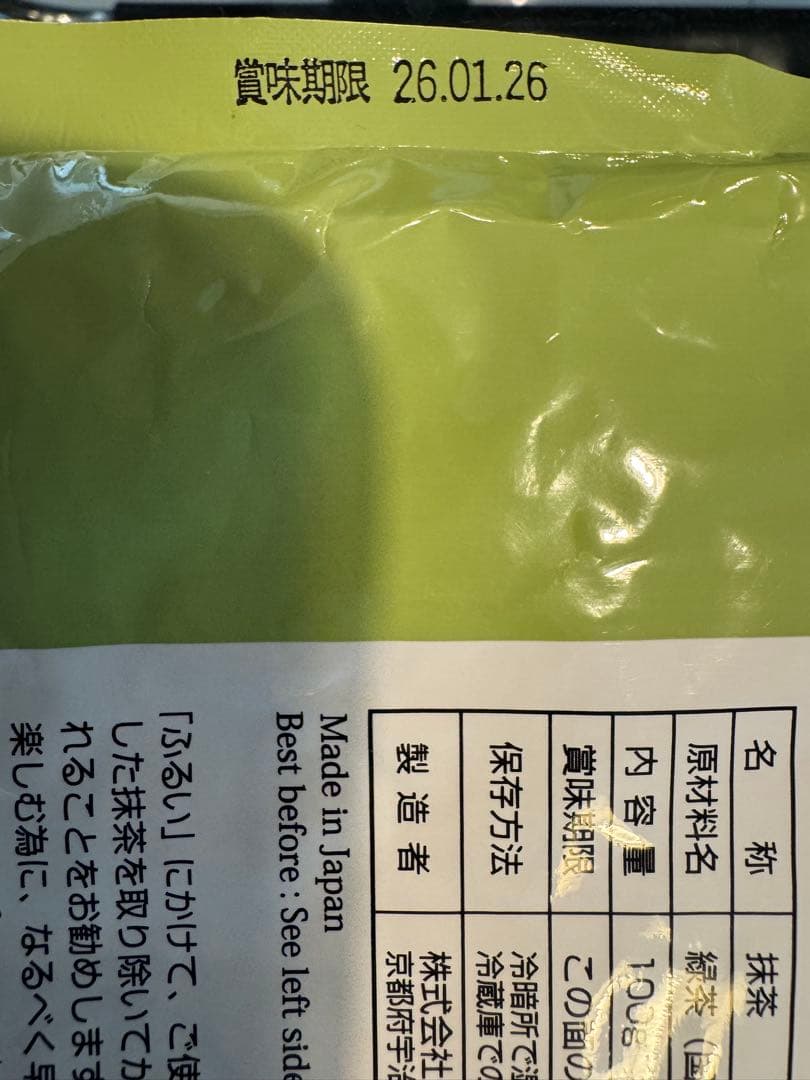 賞味期限 26.01.26
名称 抹茶
原材料名 緑茶（国
内容量 100g
賞味期限 この面の
保存方法 冷暗所で
冷蔵庫での
製造者 株式会社
京都府宇治
Made in Japan
Best before : See left side
「ふるい」にかけて、ご使
した抹茶を取り除いてか
れることをお勧めします
楽しむ為に、なるべく早